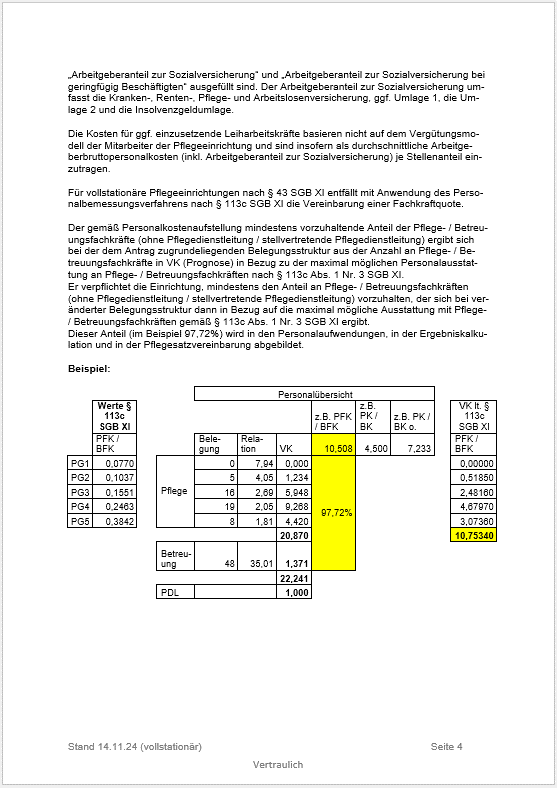 „Arbeitgeberanteil zur Sozialversicherung“ und „Arbeitgeberanteil zur Sozialversicherung bei
geringfügig Beschäftigten“ ausgefüllt sind. Der Arbeitgeberanteil zur Sozialversicherung um-
fasst die Kranken-, Renten-, Pflege- und Arbeitslosenversicherung, ggf. Umlage 1, die Um-
lage 2 und die Insolvenzgeldumlage.
Die Kosten für ggf. einzusetzende Leiharbeitskräfte basieren nicht auf dem Vergütungsmo-
dell der Mitarbeiter der Pflegeeinrichtung und sind insofern als durchschnittliche Arbeitge-
berbruttopersonalkosten (inkl. Arbeitgeberanteil zur Sozialversicherung) je Stellenanteil ein-
zutragen.
Für vollstationäre Pflegeeinrichtungen nach § 43 SGB XI entfällt mit Anwendung des Perso-
nalbemessungsverfahrens nach § 113c SGB XI die Vereinbarung einer Fachkraftquote.
Der gemäß Personalkostenaufstellung mindestens vorzuhaltende Anteil der Pflege- / Betreu-
ungsfachkräfte (ohne Pflegedienstleitung / stellvertretende Pflegedienstleitung) ergibt sich
bei der dem Antrag zugrundeliegenden Belegungsstruktur aus der Anzahl an Pflege- / Be-
treuungsfachkräfte in VK (Prognose) in Bezug zu der maximal möglichen Personalausstat-
tung an Pflege- / Betreuungsfachkräften nach § 113c Abs. 1 Nr. 3 SGB XI.
Er verpflichtet die Einrichtung, mindestens den Anteil an Pflege- / Betreuungsfachkräften
(ohne Pflegedienstleitung / stellvertretende Pflegedienstleitung) vorzuhalten, der sich bei ver-
änderter Belegungsstruktur dann in Bezug auf die maximal mögliche Ausstattung mit Pflege-
/ Betreuungsfachkräften gemäß § 113c Abs. 1 Nr. 3 SGB XI ergibt.
Dieser Anteil (im Beispiel 97,72%) wird in den Personalaufwendungen, in der Ergebniskalku-
lation und in der Pflegesatzvereinbarung abgebildet.
Beispiel:
Personalübersicht
Werte § 113c SGB XI z.B. PFK / BFK z.B. PK / BK z.B. PK / BK o. VK lt. § 113c SGB XI
PFK / BFK Bele-gung Rela-tion VK 10,508 4,500 7,233 PFK / BFK
PG1 0,0770 0 7,94 0,000 0,00000
PG2 0,1037 5 4,05 1,234 0,51850
PG3 0,1551 Pflege 16 2,69 5,948 2,48160
PG4 0,2463 19 2,05 9,268 97,72% 4,67970
PG5 0,3842 8 1,81 4,420 3,07360
20,870 10,75340
Betreu-ung 48 35,01 1,371
22,241
PDL 1,000
Stand 14.11.24 (vollstationär) Seite 4
Vertraulich